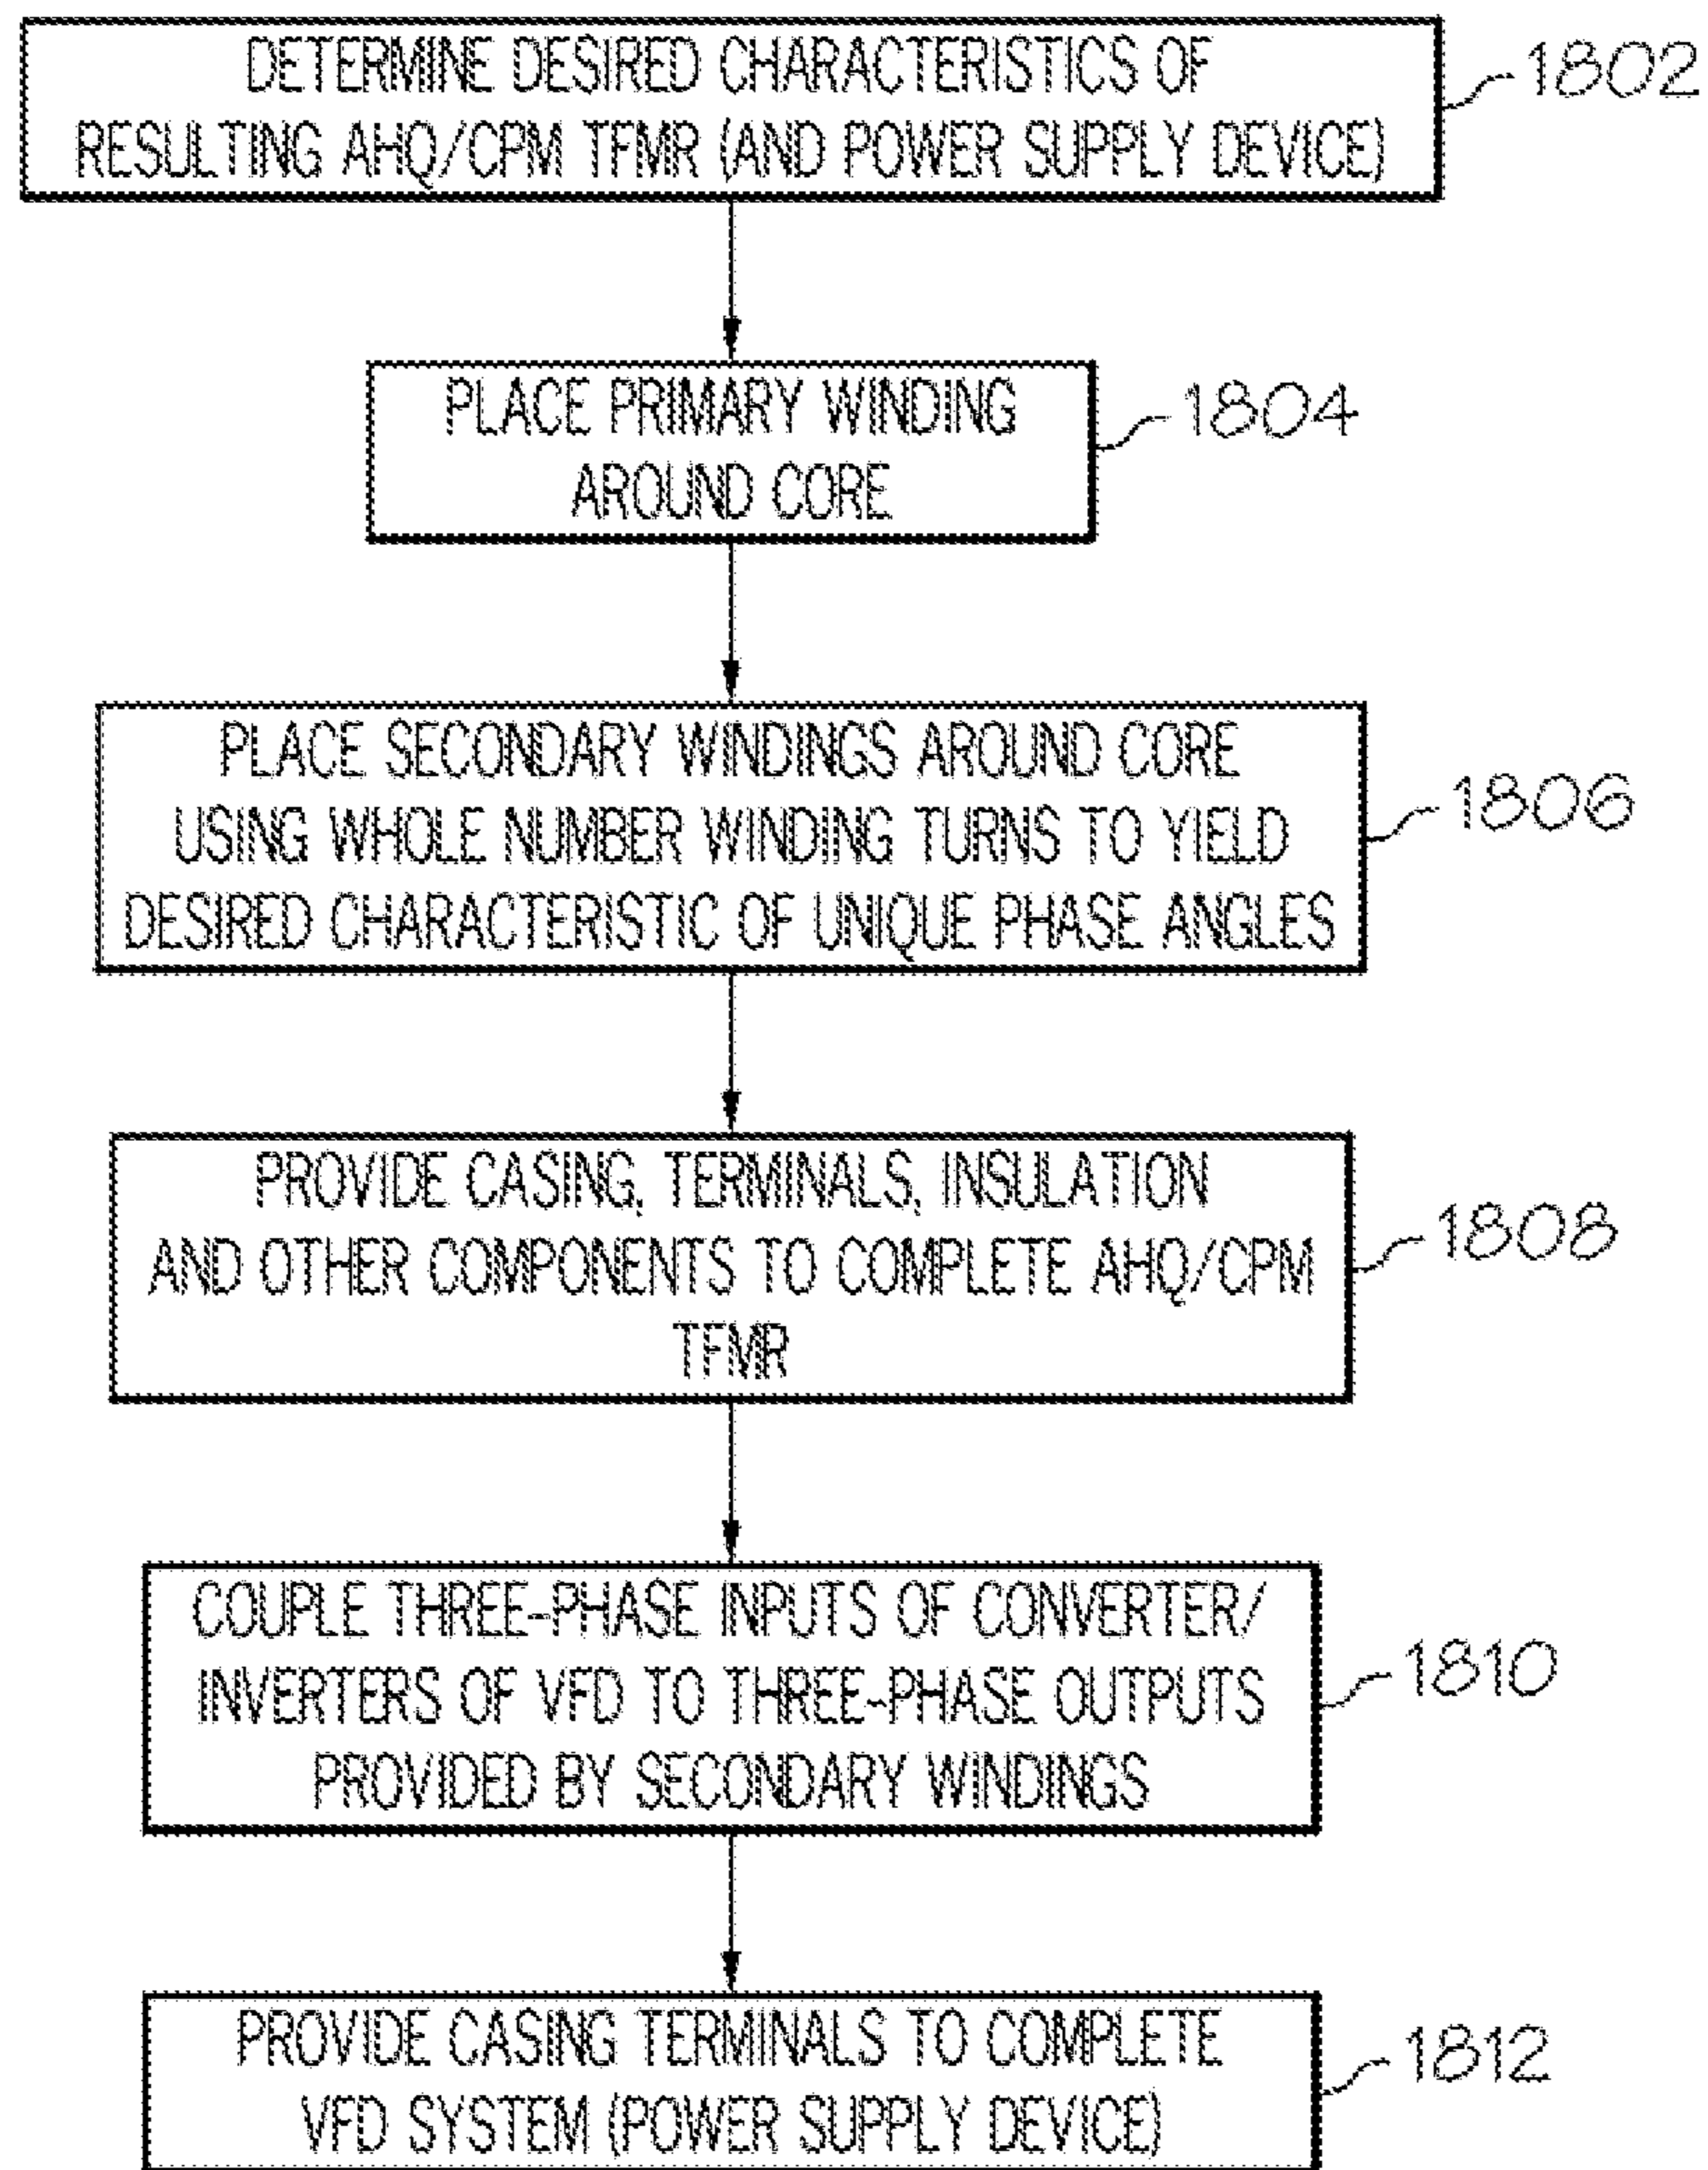 DETERMINE DESIRED CHARACTERISTICS OF
RESULTING AHQ/CPM TFMR (AND POWER SUPPLY DEVICE)
1802
PLACE PRIMARY WINDING
AROUND CORE
1804
PLACE SECONDARY WINDINGS AROUND CORE
USING WHOLE NUMBER WINDING TURNS TO YIELD
DESIRED CHARACTERISTIC OF UNIQUE PHASE ANGLES
1806
PROVIDE CASING, TERMINALS, INSULATION
AND OTHER COMPONENTS TO COMPLETE AHQ/CPM
TFMR
1808
COUPLE THREE-PHASE INPUTS OF CONVERTER/
INVERTERS OF VFD TO THREE-PHASE OUTPUTS
PROVIDED BY SECONDARY WINDINGS
1810
PROVIDE CASING TERMINALS TO COMPLETE
VFD SYSTEM (POWER SUPPLY DEVICE)
1812